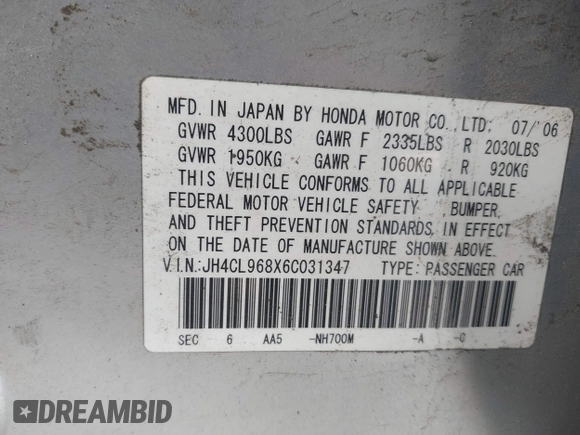 MFD. IN JAPAN BY HONDA MOTOR CO., LTD. 07/'06
GVWR 4300LBS GAWR F 2335LBS R 2030LBS
GVWR 1950KG GAWR F 1060KG R 920KG
THIS VEHICLE CONFORMS TO ALL APPLICABLE
FEDERAL MOTOR VEHICLE SAFETY , BUMPER,
AND THEFT PREVENTION STANDARDS IN EFFECT
ON THE DATE OF MANUFACTURE SHOWN ABOVE.
V.I.N.:JH4CL968X6C031347 TYPE: PASSENGER CAR
SEC 6 AA5 -NH700M -A -C
DREAMBID